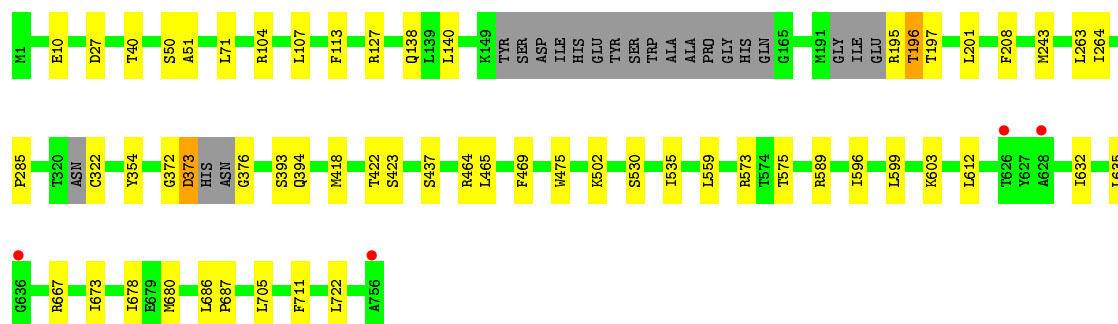 M1 E10 D27 T40 S50 A51 L71 R104 L107 F113 R127 Q138 L139 L140 K149 TYR SER ASP ILE HIS GLU TYR SER TRP ALA ALA PRO GLY HIS GLN G165 M191 GLY ILE GLU R195 T196 T197 L201 F208 M243 L263 I264
P285 T320 ASN C322 Y354 G372 D373 HIS ASN G376 S393 Q394 M418 T422 S423 S437 R464 L465 F469 W475 K502 S530 I535 L559 R573 T574 T575 R589 I596 L599 K603 L612 T626 Y627 A628 I632 L635
G636 R667 I673 I678 E679 M680 L686 P687 L705 F711 L722 A756